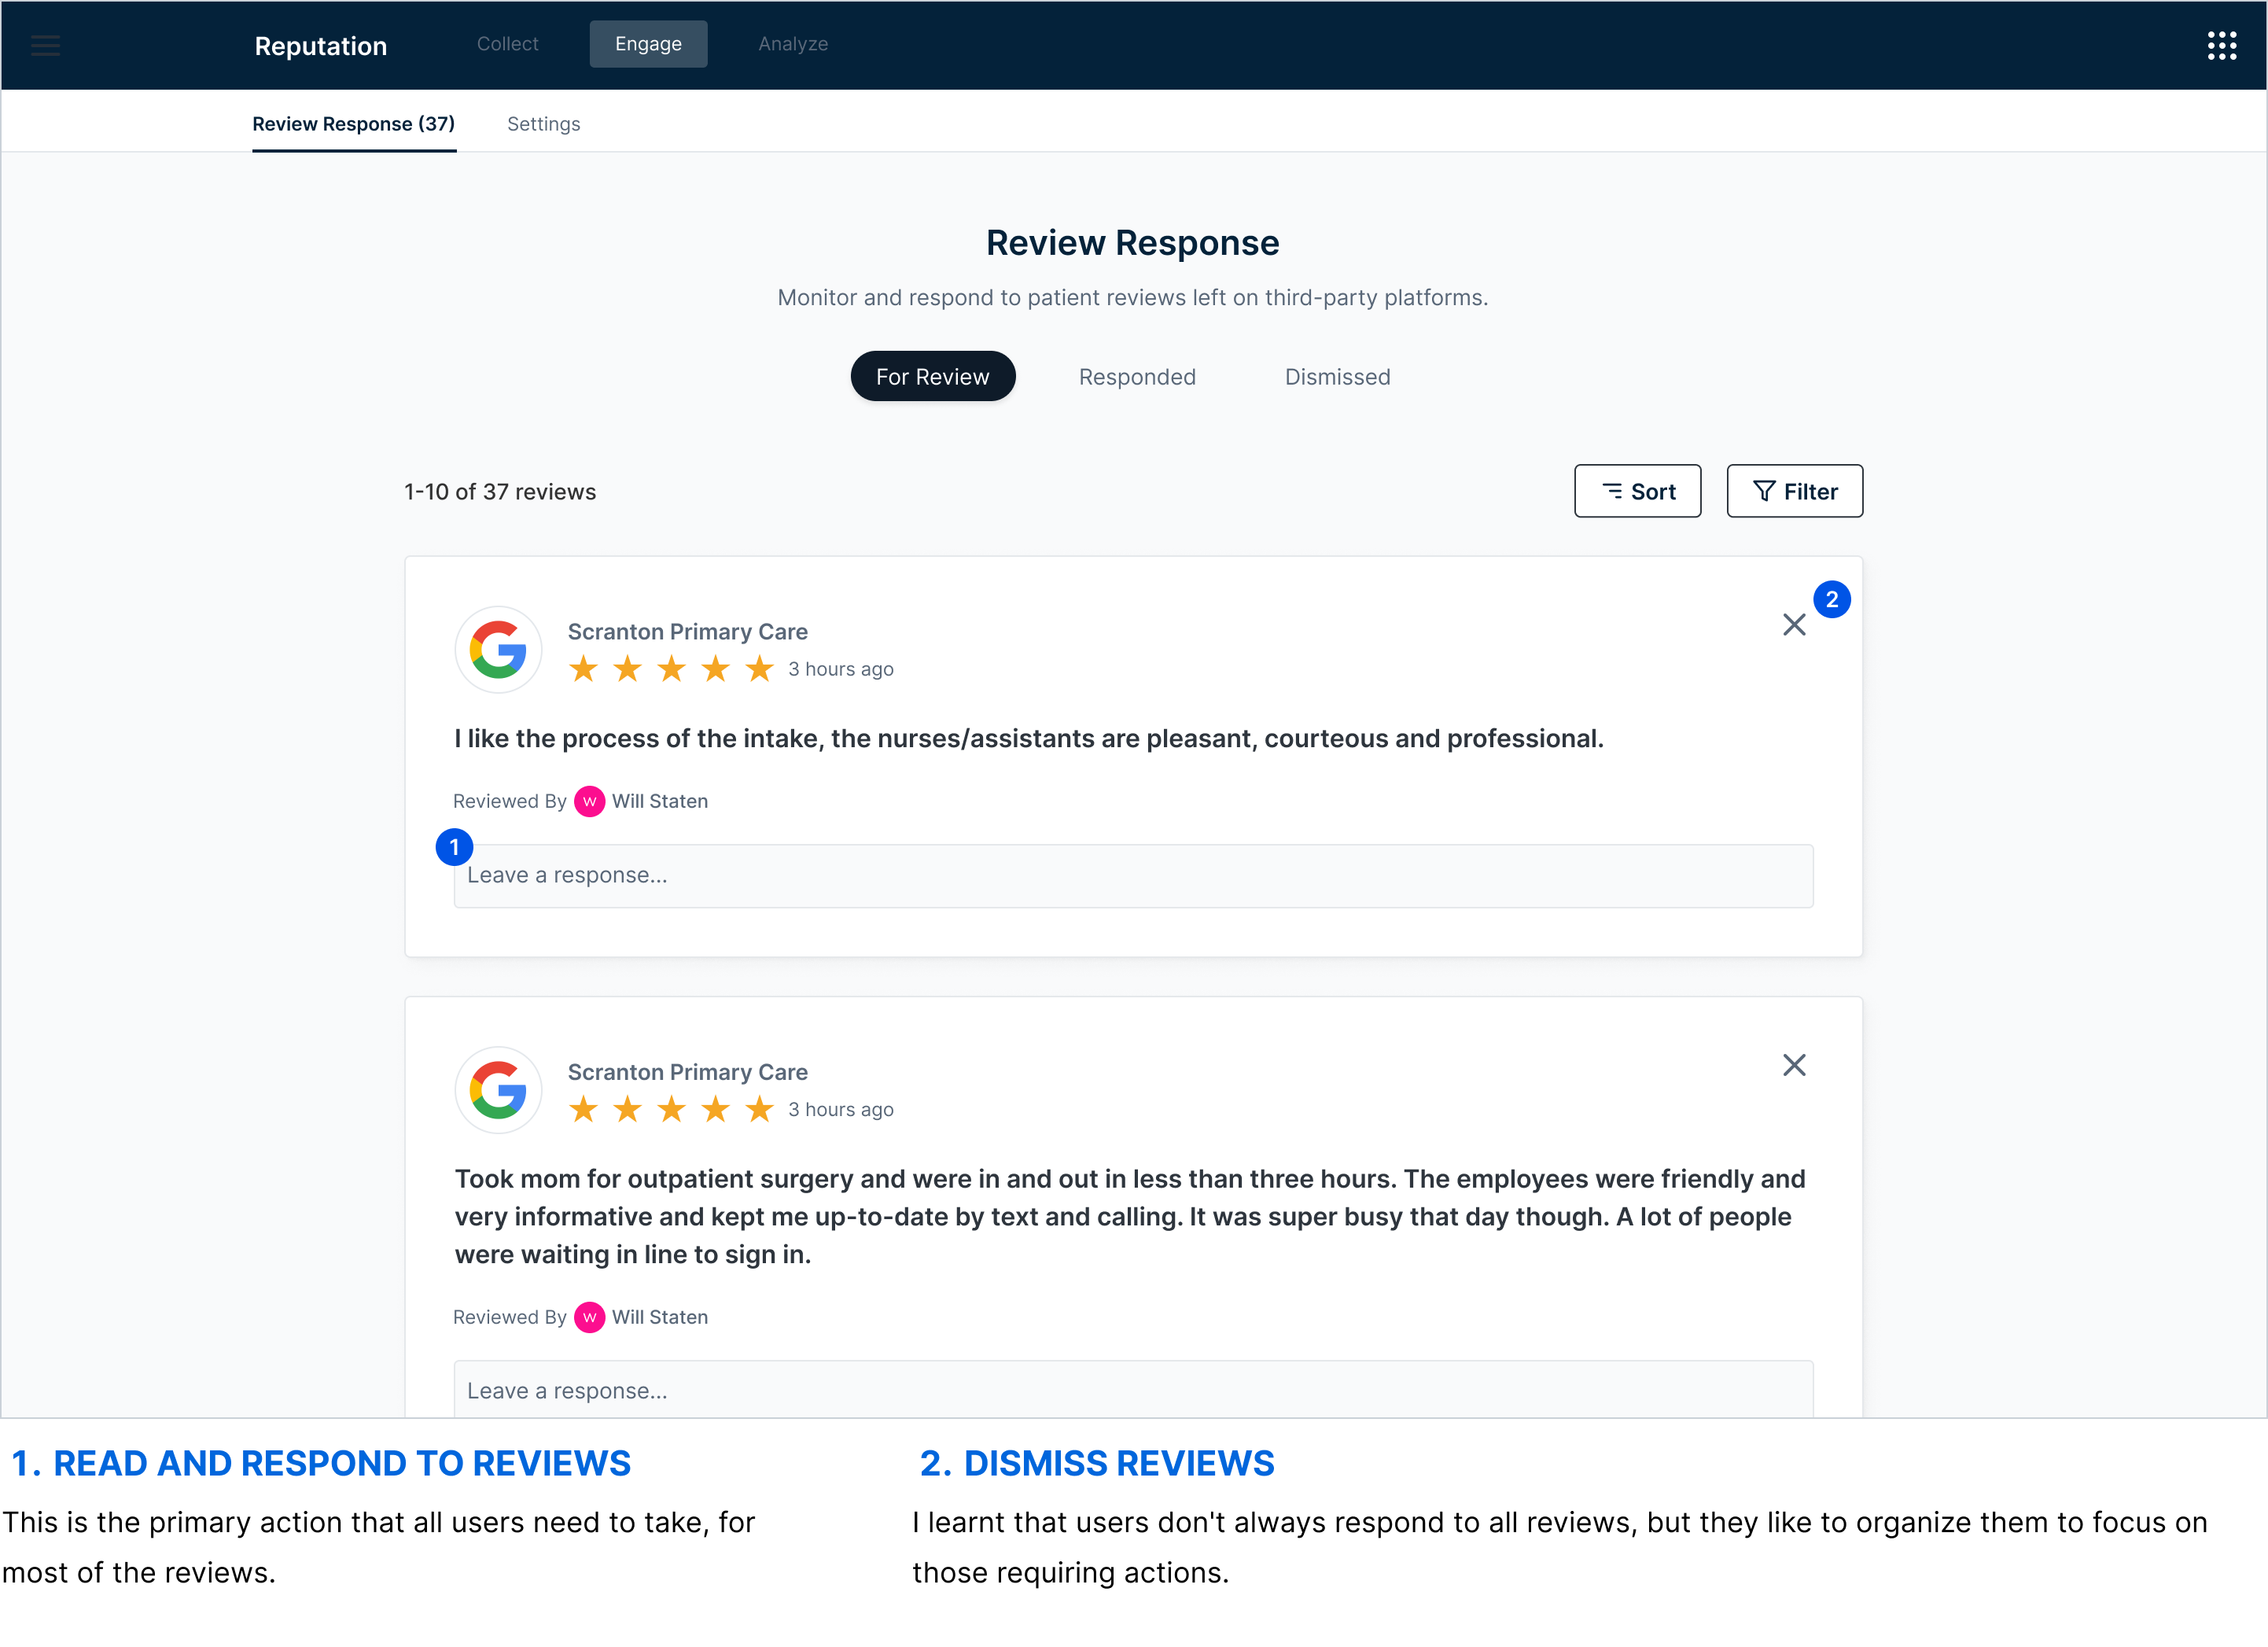 Reputation Collect Engage Analyze
Review Response (37) Settings
Review Response
Monitor and respond to patient reviews left on third-party platforms.
For Review Responded Dismissed
1-10 of 37 reviews Sort Filter
2
Scranton Primary Care
3 hours ago
I like the process of the intake, the nurses/assistants are pleasant, courteous and professional.
Reviewed By W Will Staten
1
Leave a response...
Scranton Primary Care
3 hours ago
Took mom for outpatient surgery and were in and out in less than three hours. The employees were friendly and
very informative and kept me up-to-date by text and calling. It was super busy that day though. A lot of people
were waiting in line to sign in.
Reviewed By W Will Staten
Leave a response...
1. READ AND RESPOND TO REVIEWS
This is the primary action that all users need to take, for
most of the reviews.
2. DISMISS REVIEWS
I learnt that users don't always respond to all reviews, but they like to organize them to focus on
those requiring actions.